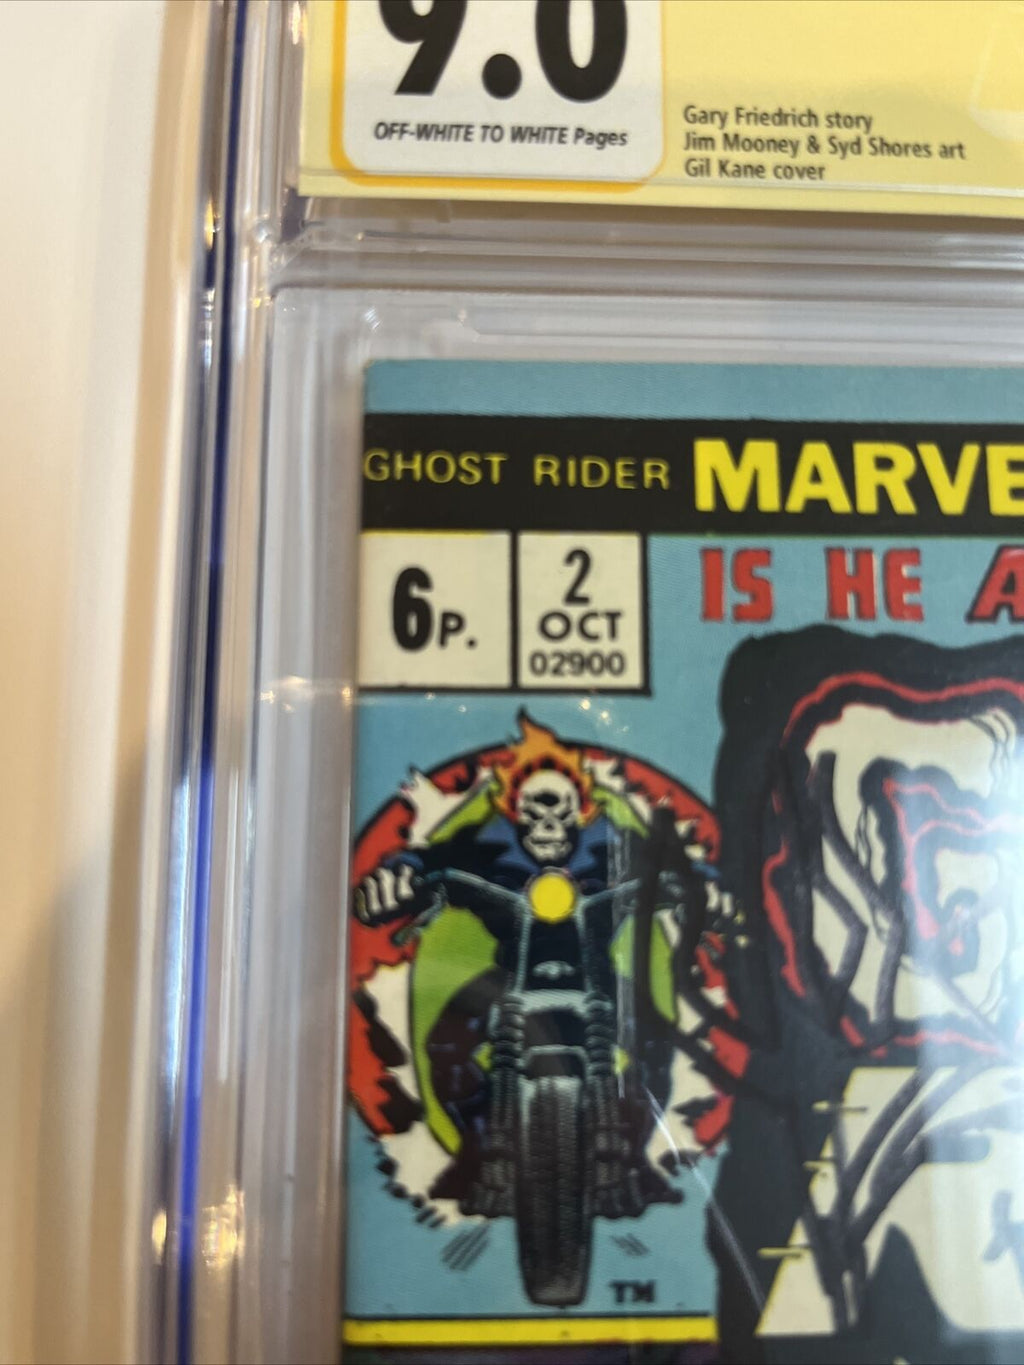 9.0
OFF-WHITE TO WHITE Pages
Gary Friedrich story
Jim Mooney & Syd Shores art
Gil Kane cover
GHOST RIDER MARVE
6P.
2
OCT
02900
IS HE A
TM